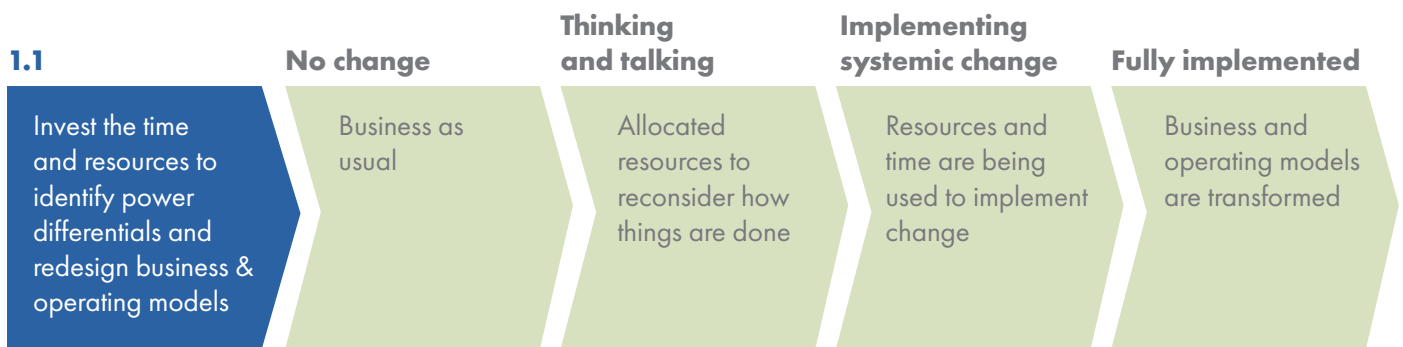 1.1
No change
Thinking
and talking
Implementing
systemic change
Fully implemented
Invest the time
and resources to
identify power
differentials and
redesign business &
operating models
Business as
usual
Allocated
resources to
reconsider how
things are done
Resources and
time are being
used to implement
change
Business and
operating models
are transformed